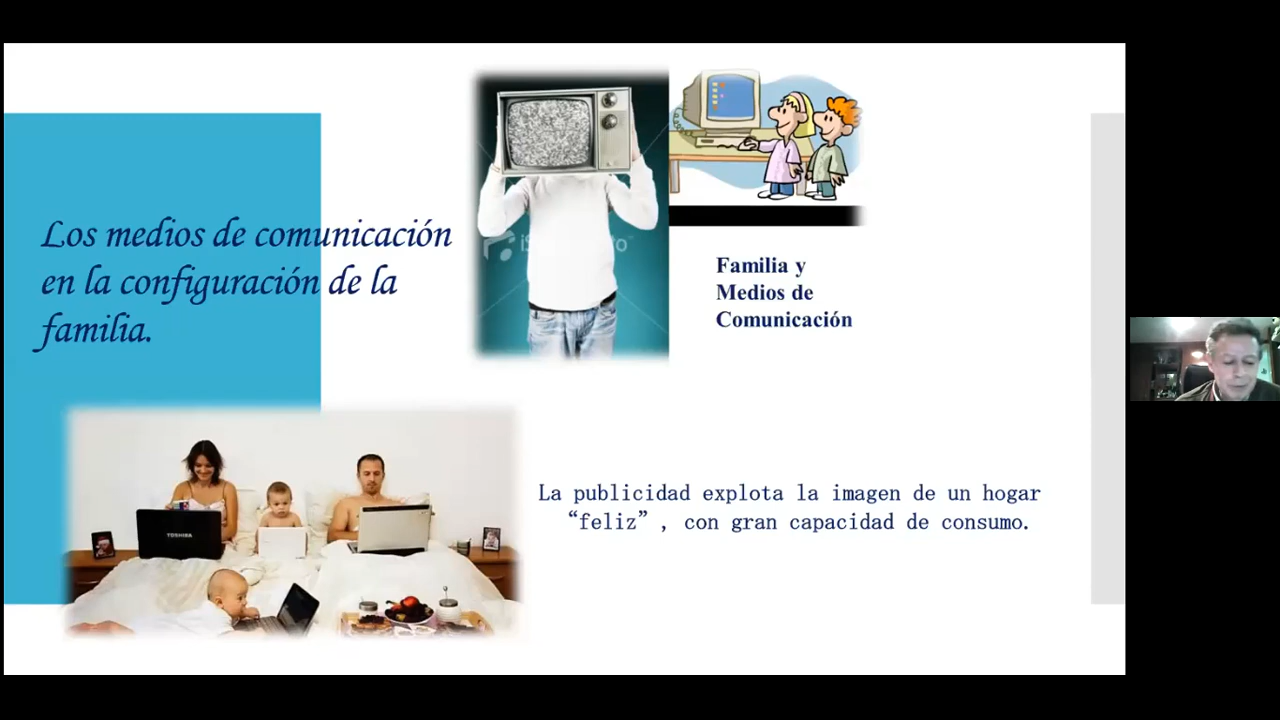 Los medios de comunicación
en la configuración de la
familia.
Familia y
Medios de
Comunicación
TOSHIBA
La publicidad explota la imagen de un hogar
“feliz”, con gran capacidad de consumo.